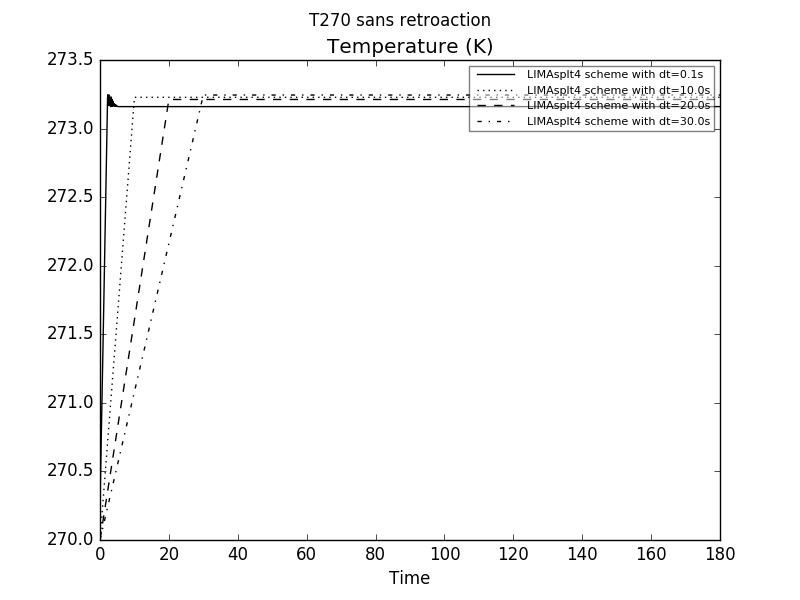 T270 sans retroaction
Temperature (K)
273.5
273.0
272.5
272.0
271.5
271.0
270.5
270.0
LIMAsplt4 scheme with dt=0.1s
LIMAsplt4 scheme with dt=10.0s
LIMAsplt4 scheme with dt=20.0s
LIMAsplt4 scheme with dt=30.0s
0 20 40 60 80 100 120 140 160 180
Time